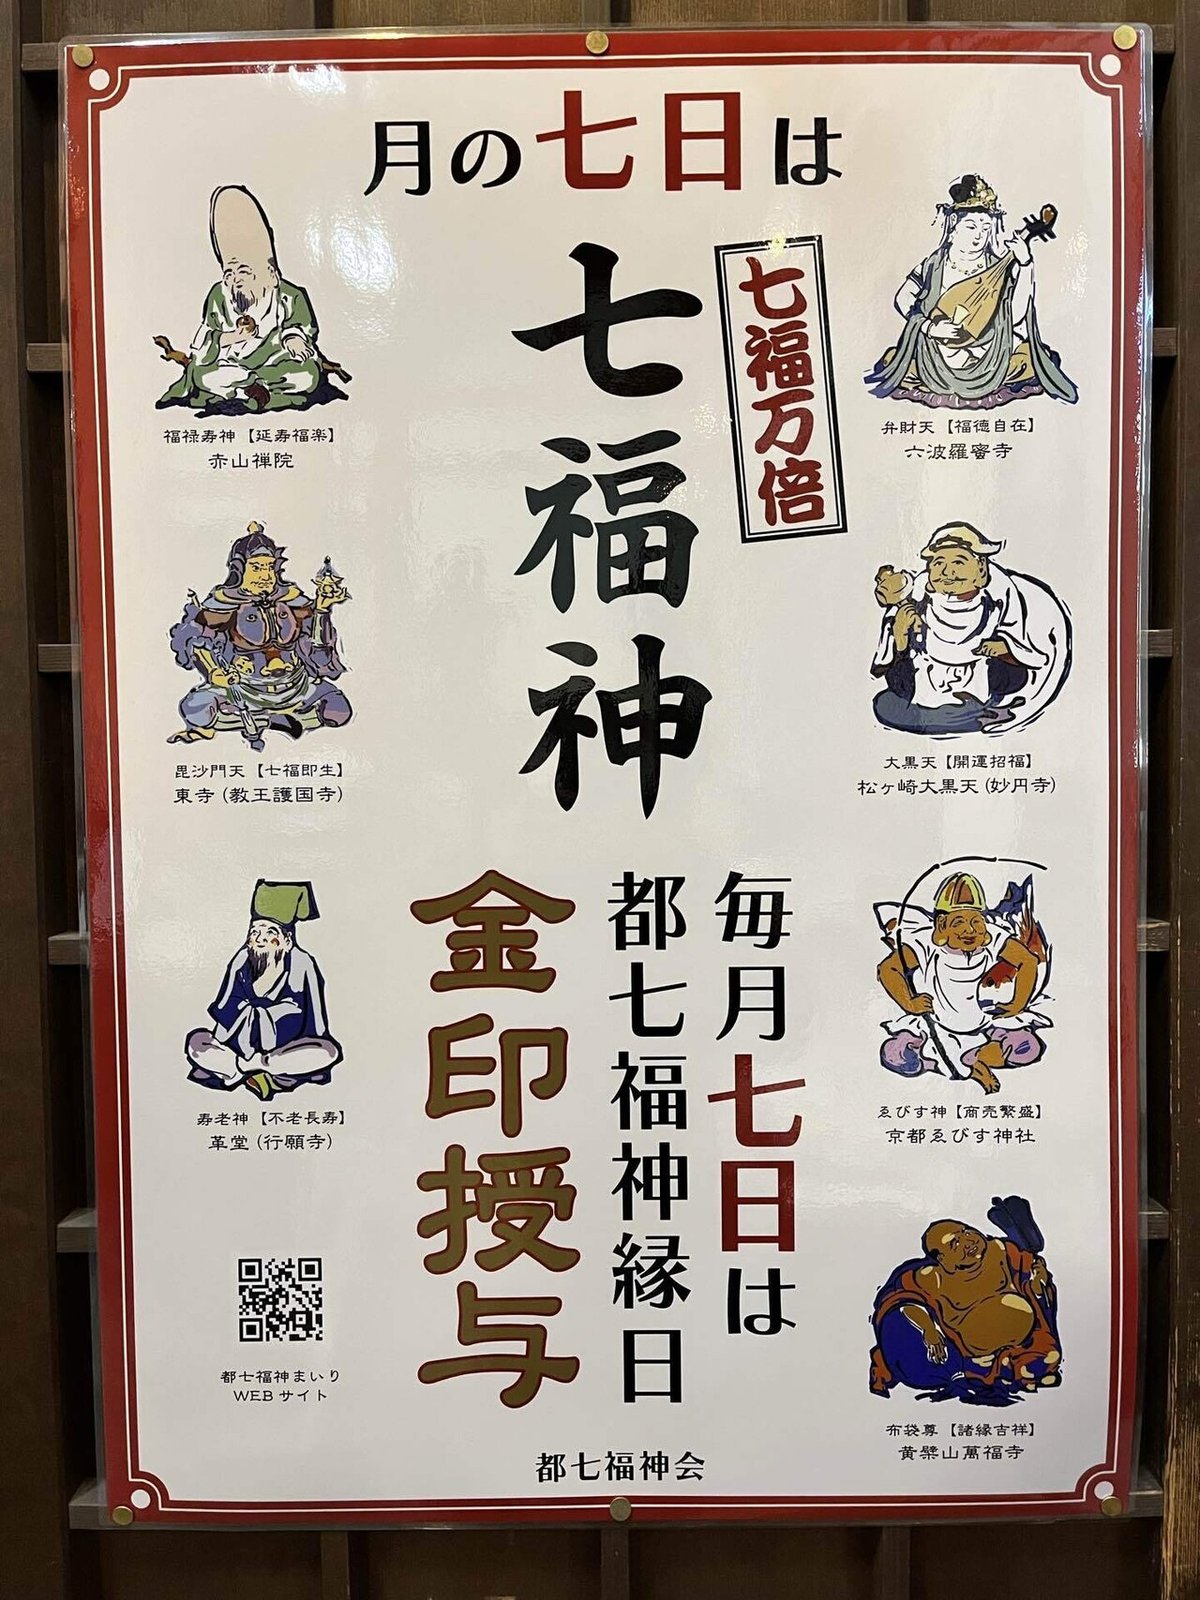 月の七日は
七福神
七福万倍
毎月七日は
都七福神縁日
金印授与
弁財天【福徳自在】
六波羅蜜寺
大黒天【開運招福】
松ヶ崎大黒天(妙円寺)
ゑびす神【商売繁盛】
京都ゑびす神社
布袋尊【諸縁吉祥】
黄檗山萬福寺
福禄寿神【延寿福楽】
赤山禅院
毘沙門天【七福即生】
東寺(教王護国寺)
寿老神【不老長寿】
革堂(行願寺)
都七福神まいり
WEBサイト
都七福神会